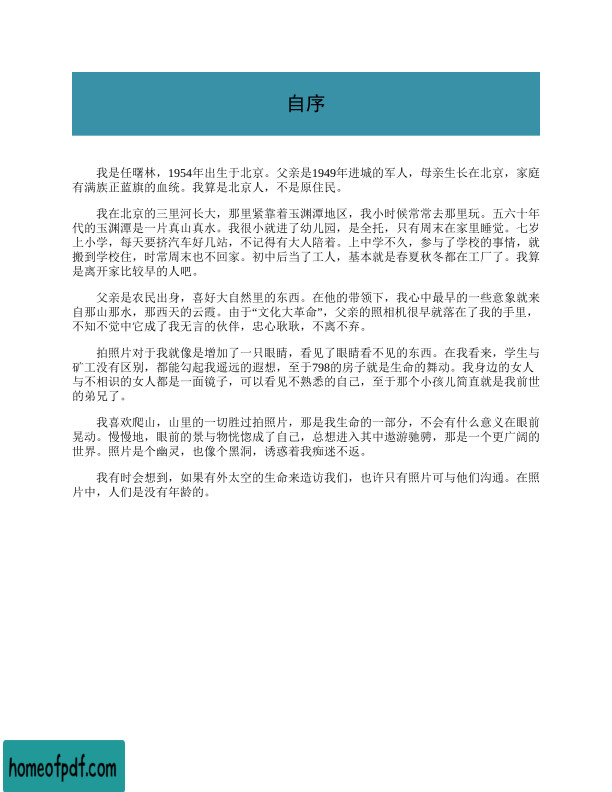 自序
我是任曙林，1954年出生于北京。父亲是1949年进城的军人，母亲生长在北京，家庭
有满族正蓝旗的血统。我算是北京人，不是原住民。
我在北京的三里河长大，那里紧靠着玉渊潭地区，我小时候常常去那里玩。五六十年
代的玉渊潭是一片真山真水。我很小就进了幼儿园，是全托，只有周末在家里睡觉。七岁
上小学，每天要挤汽车好几站，不记得有大人陪着。上中学不久，参与了学校的事情，就
搬到学校住，时常周末也不回家。初中后当了工人，基本就是春夏秋冬都在工厂了。我算
是离开家比较早的人吧。
父亲是农民出身，喜好大自然里的东西。在他的带领下，我心中最早的一些意象就来
自那山那水，那西天的云霞。由于“文化大革命”，父亲的照相机很早就落在了我的手里，
不知不觉中它成了我无言的伙伴，忠心耿耿，不离不弃。
拍照片对于我就像是增加了一只眼睛，看见了眼睛看不见的东西。在我看来，学生与
矿工没有区别，都能勾起我遥远的遐想，至于798的房子就是生命的舞动。我身边的女人
与不相识的女人都是一面镜子，可以看见不熟悉的自己，至于那个小孩儿简直就是我前世
的弟兄了。
我喜欢爬山，山里的一切胜过拍照片，那是我生命的一部分，不会有什么意义在眼前
晃动。慢慢地，眼前的景与物恍惚成了自己，总想进入其中遨游驰骋，那是一个更广阔的
世界。照片是个幽灵，也像个黑洞，诱惑着我痴迷不返。
我有时会想到，如果有外太空的生命来造访我们，也许只有照片可与他们沟通。在照
片中，人们是没有年龄的。
homeofpdf.com